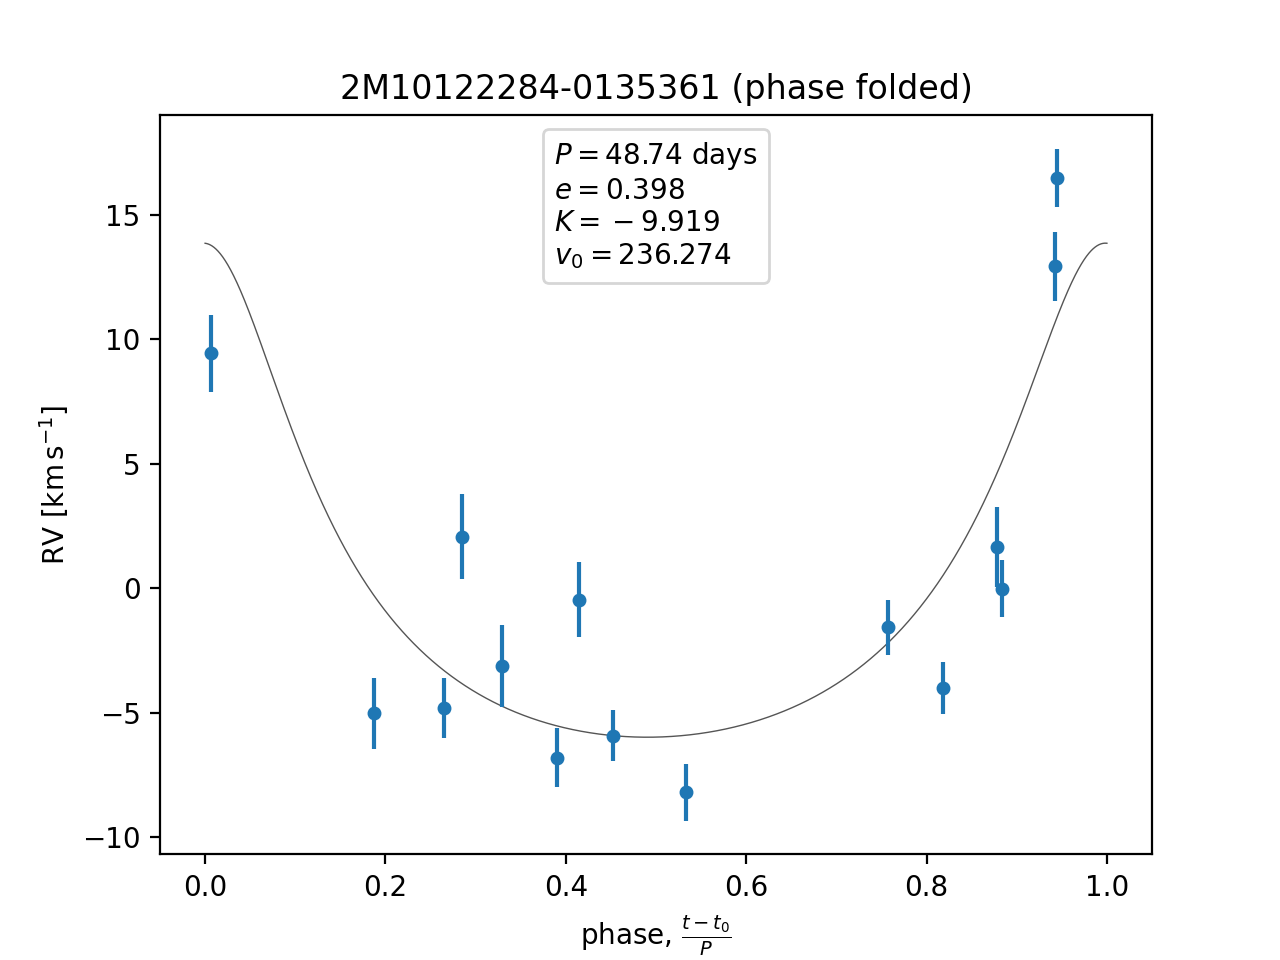 2M10122284-0135361 (phase folded)
P = 48.74 days
e = 0.398
K = −9.919
v₀ = 236.274
RV [km s⁻¹]
15
10
5
0
−5
−10
0.0 0.2 0.4 0.6 0.8 1.0
phase, (t − t₀)/P